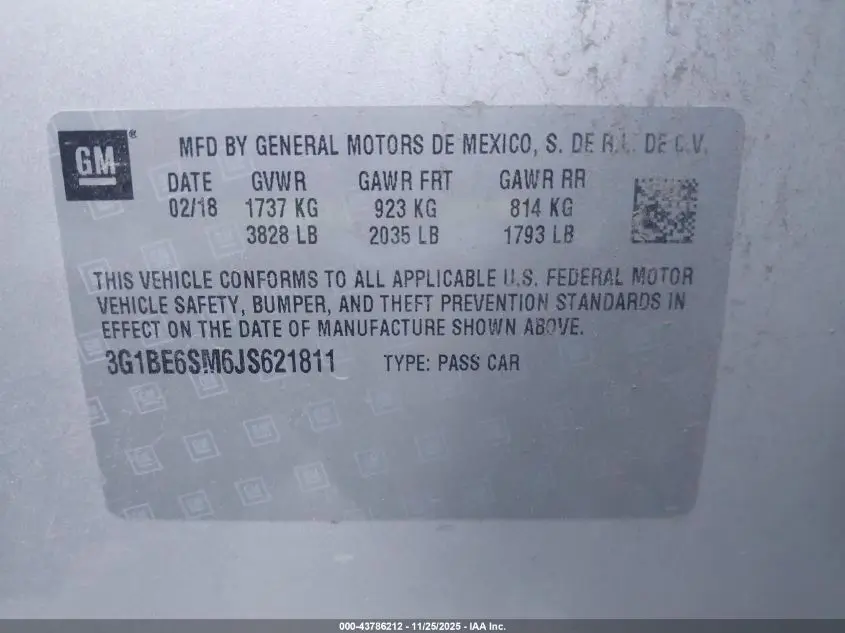 GM®
MFD BY GENERAL MOTORS DE MEXICO, S. DE R.L. DE C.V.
DATE GVWR GAWR FRT GAWR RR
02/18 1737 KG 923 KG 814 KG
3828 LB 2035 LB 1793 LB
THIS VEHICLE CONFORMS TO ALL APPLICABLE U.S. FEDERAL MOTOR
VEHICLE SAFETY, BUMPER, AND THEFT PREVENTION STANDARDS IN
EFFECT ON THE DATE OF MANUFACTURE SHOWN ABOVE.
3G1BE6SM6JS621811 TYPE: PASS CAR
000-43786212 - 11/25/2025 - IAA Inc.